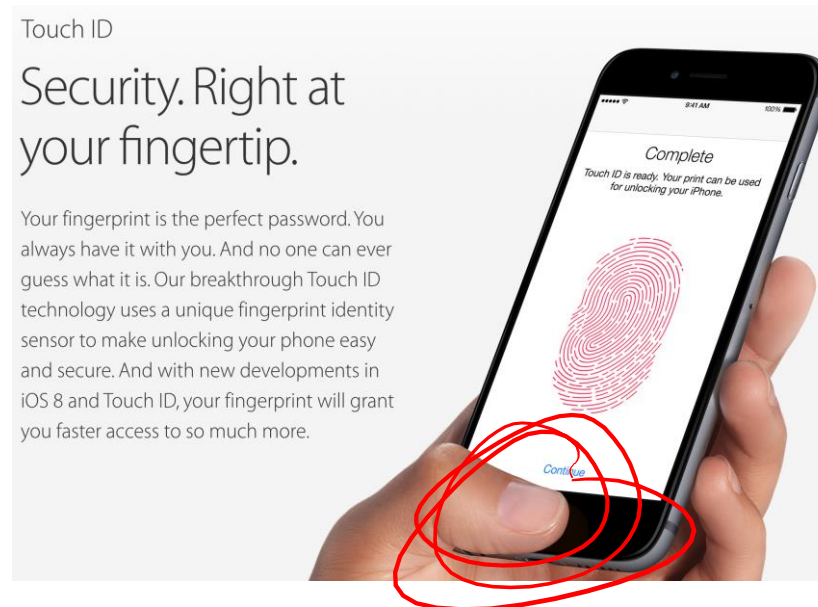 Touch ID
Security. Right at
your fingertip.
Your fingerprint is the perfect password. You
always have it with you. And no one can ever
guess what it is. Our breakthrough Touch ID
technology uses a unique fingerprint identity
sensor to make unlocking your phone easy
and secure. And with new developments in
iOS 8 and Touch ID, your fingerprint will grant
you faster access to so much more.
9:41 AM
100%
Complete
Touch ID is ready. Your print can be used
for unlocking your iPhone.
Continue